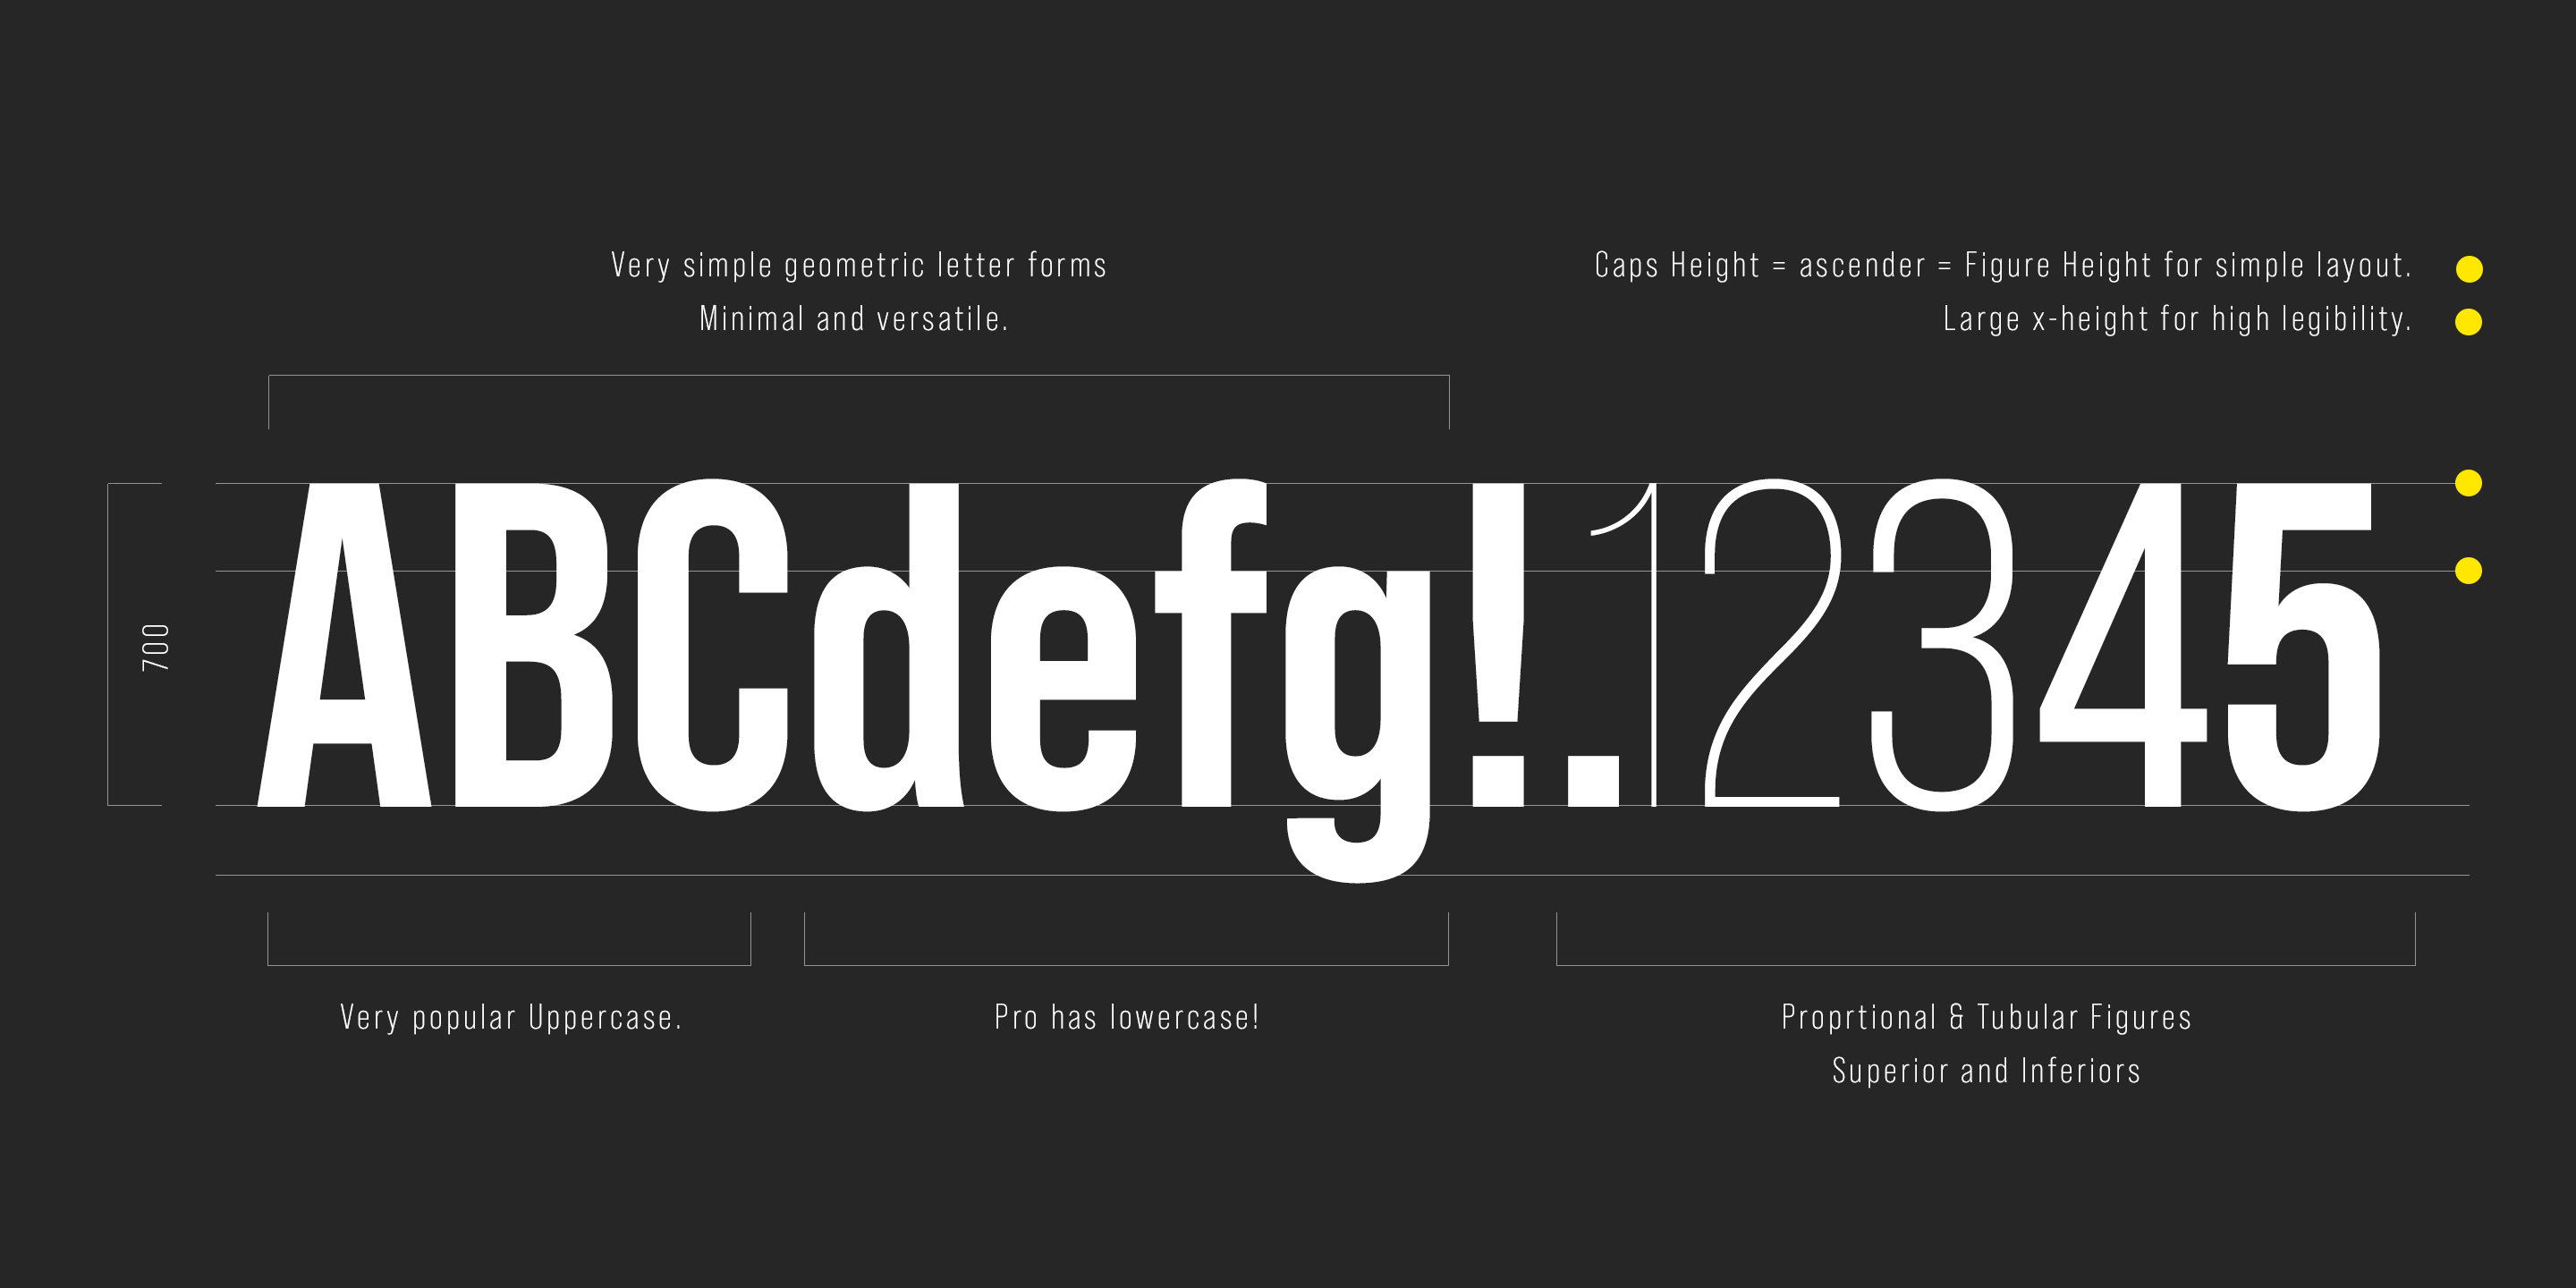 Very simple geometric letter forms
Minimal and versatile.
Caps Height = ascender = Figure Height for simple layout.
Large x-height for high legibility.
700
ABCdefg!.12345
Very popular Uppercase.
Pro has lowercase!
Proprtional & Tubular Figures
Superior and Inferiors